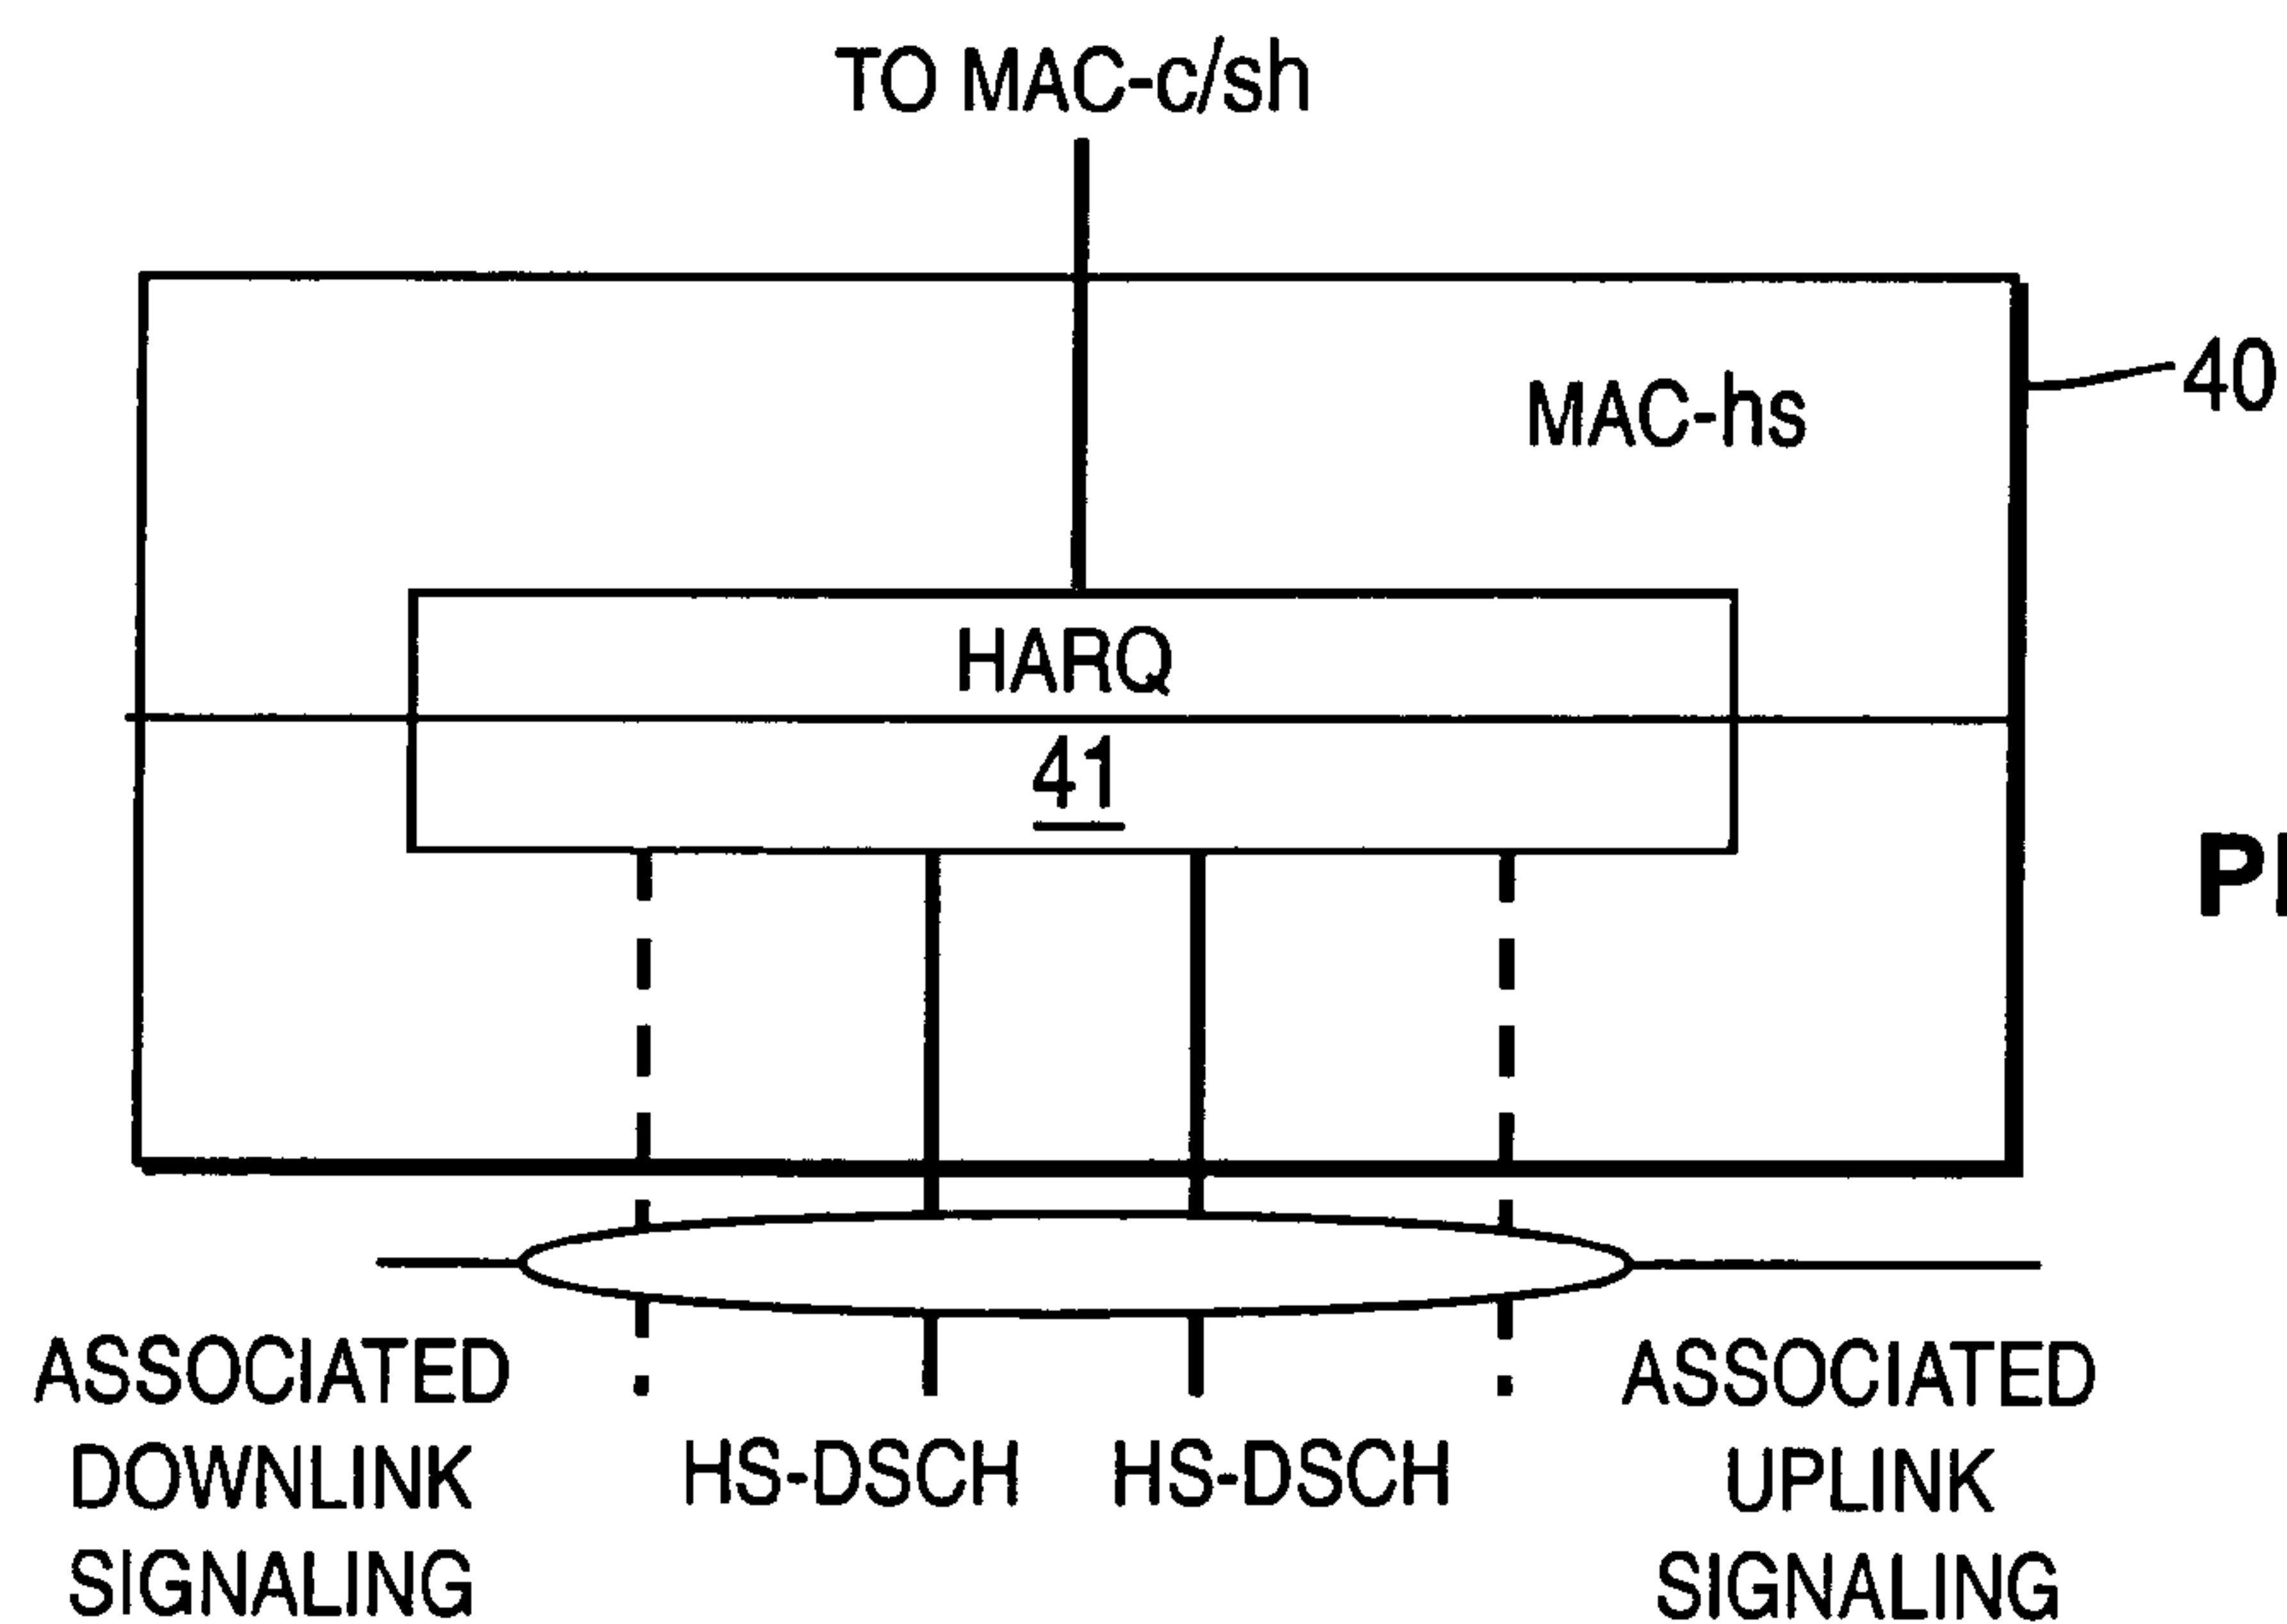 TO MAC-c/sh
MAC-hs
40
HARQ
41
ASSOCIATED
DOWNLINK
SIGNALING
HS-DSCH
HS-DSCH
ASSOCIATED
UPLINK
SIGNALING